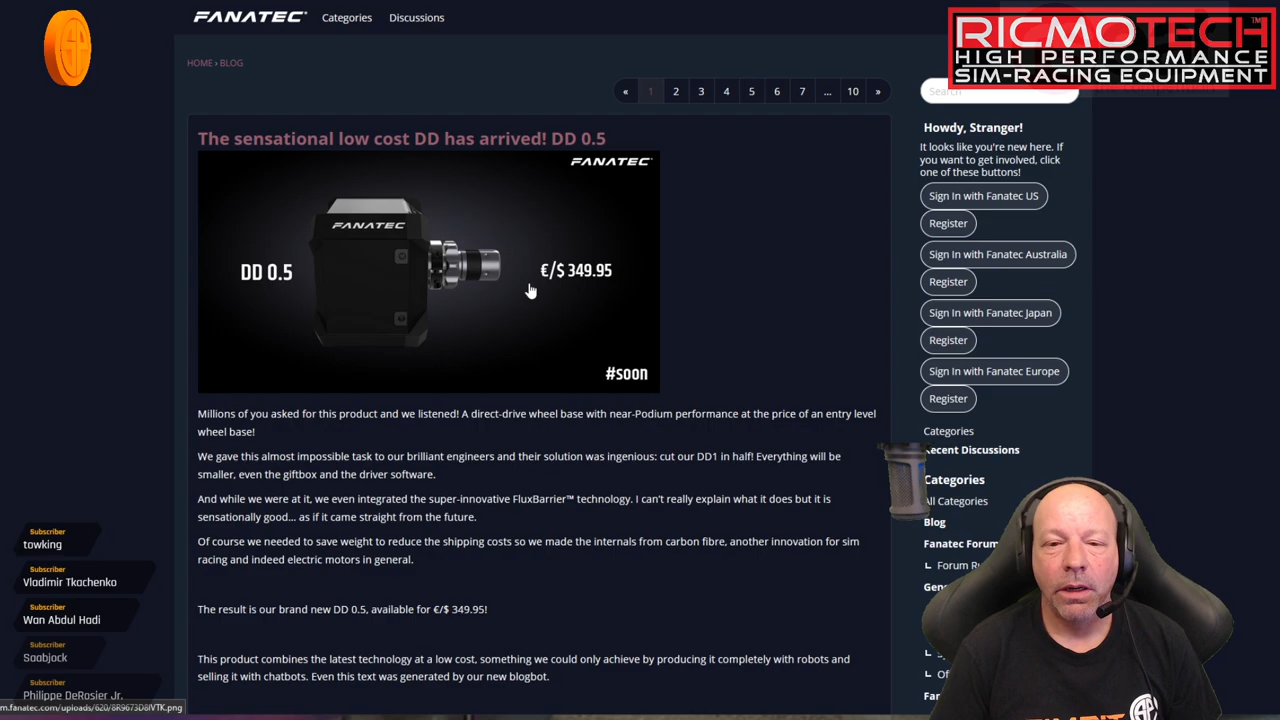 FANATEC
Categories
Discussions
RICMOTECH™
HIGH PERFORMANCE
SIM-RACING EQUIPMENT
HOME › BLOG
« 1 2 3 4 5 6 7 ... 10 »
Search
The sensational low cost DD has arrived! DD 0.5
FANATEC
FANATEC
DD 0.5
€/$ 349.95
#soon
Millions of you asked for this product and we listened! A direct-drive wheel base with near-Podium performance at the price of an entry level
wheel base!
We gave this almost impossible task to our brilliant engineers and their solution was ingenious: cut our DD1 in half! Everything will be
smaller, even the giftbox and the driver software.
And while we were at it, we even integrated the super-innovative FluxBarrier™ technology. I can't really explain what it does but it is
sensationally good... as if it came straight from the future.
Of course we needed to save weight to reduce the shipping costs so we made the internals from carbon fibre, another innovation for sim
racing and indeed electric motors in general.
The result is our brand new DD 0.5, available for €/$ 349.95!
This product combines the latest technology at a low cost, something we could only achieve by producing it completely with robots and
selling it with chatbots. Even this text was generated by our new blogbot.
Howdy, Stranger!
It looks like you're new here. If
you want to get involved, click
one of these buttons!
Sign In with Fanatec US
Register
Sign In with Fanatec Australia
Register
Sign In with Fanatec Japan
Register
Sign In with Fanatec Europe
Register
Categories
Recent Discussions
Categories
All Categories
Blog
Fanatec Forum
Forum
Subscriber
towking
Subscriber
Vladimir Tkachenko
Subscriber
Wan Abdul Hadi
Subscriber
Saabjock
Subscriber
Philippe DeRosier Jr.
m.fanatec.com/uploads/620/8R9673D8IVTK.png